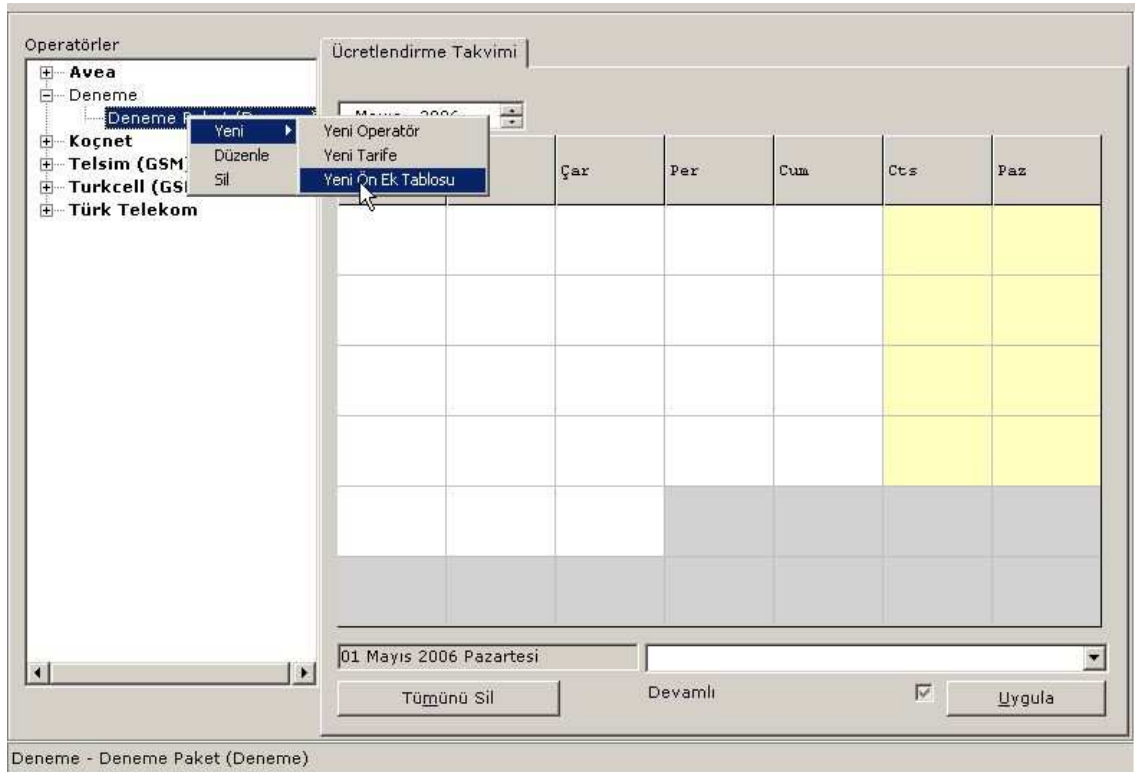 Operatörler
Avea
Deneme
Deneme
Koçnet
Telsim (GSM)
Turkcell
Türk Telekom
Yeni
Düzenle
Sil
Yeni Operatör
Yeni Tarife
Yeni Ön Ek Tablosu
Ücretlendirme Takvimi
Çar Per Cum Cts Paz
01 Mayıs 2006 Pazartesi
Tümünü Sil
Devamlı
Uygula
Deneme - Deneme Paket (Deneme)